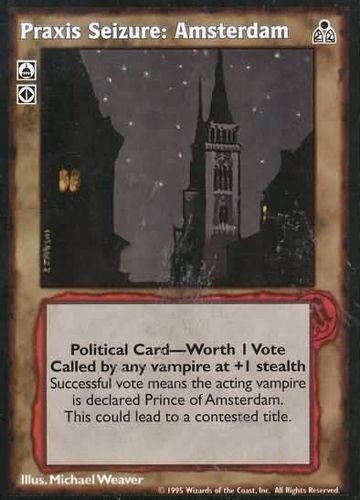 Praxis Seizure: Amsterdam
Political Card—Worth 1 Vote
Called by any vampire at +1 stealth
Successful vote means the acting vampire
is declared Prince of Amsterdam.
This could lead to a contested title.
Illus. Michael Weaver
© 1995 Wizards of the Coast, Inc. All Rights Reserved.